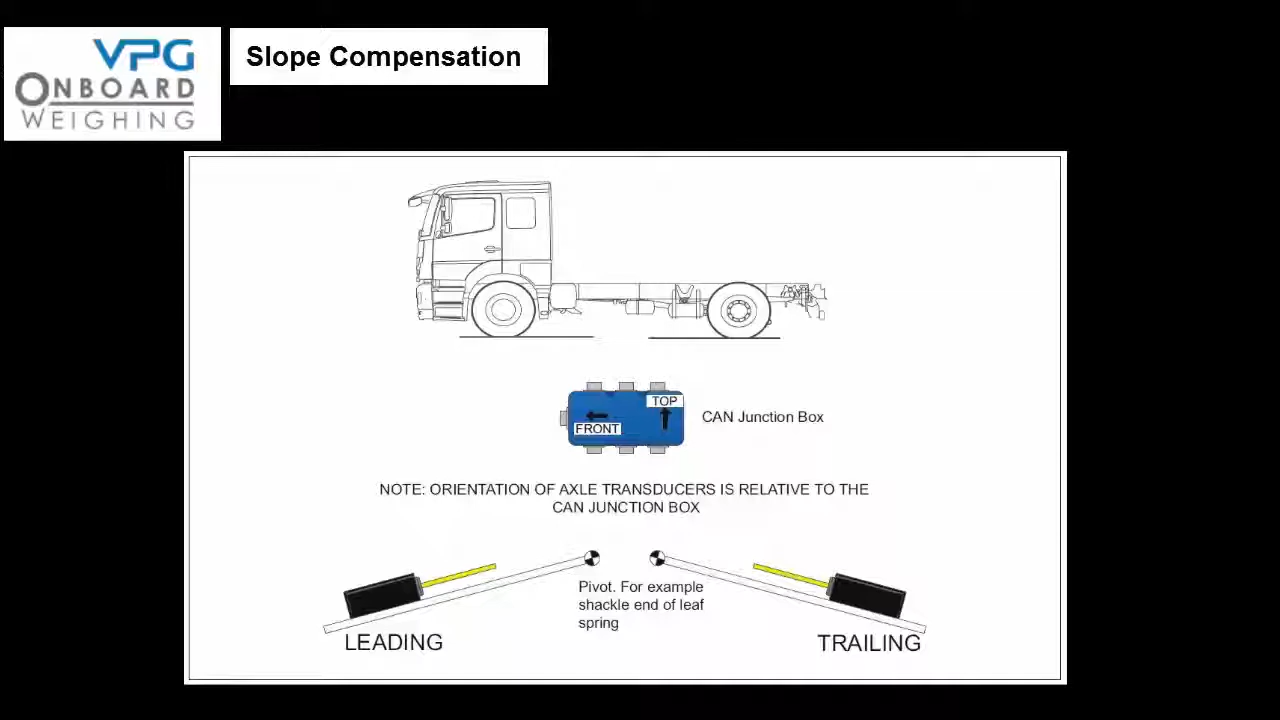 VPG
ONBOARD
WEIGHING
Slope Compensation
TOP
FRONT
CAN Junction Box
NOTE: ORIENTATION OF AXLE TRANSDUCERS IS RELATIVE TO THE
CAN JUNCTION BOX
Pivot. For example
shackle end of leaf
spring
LEADING
TRAILING